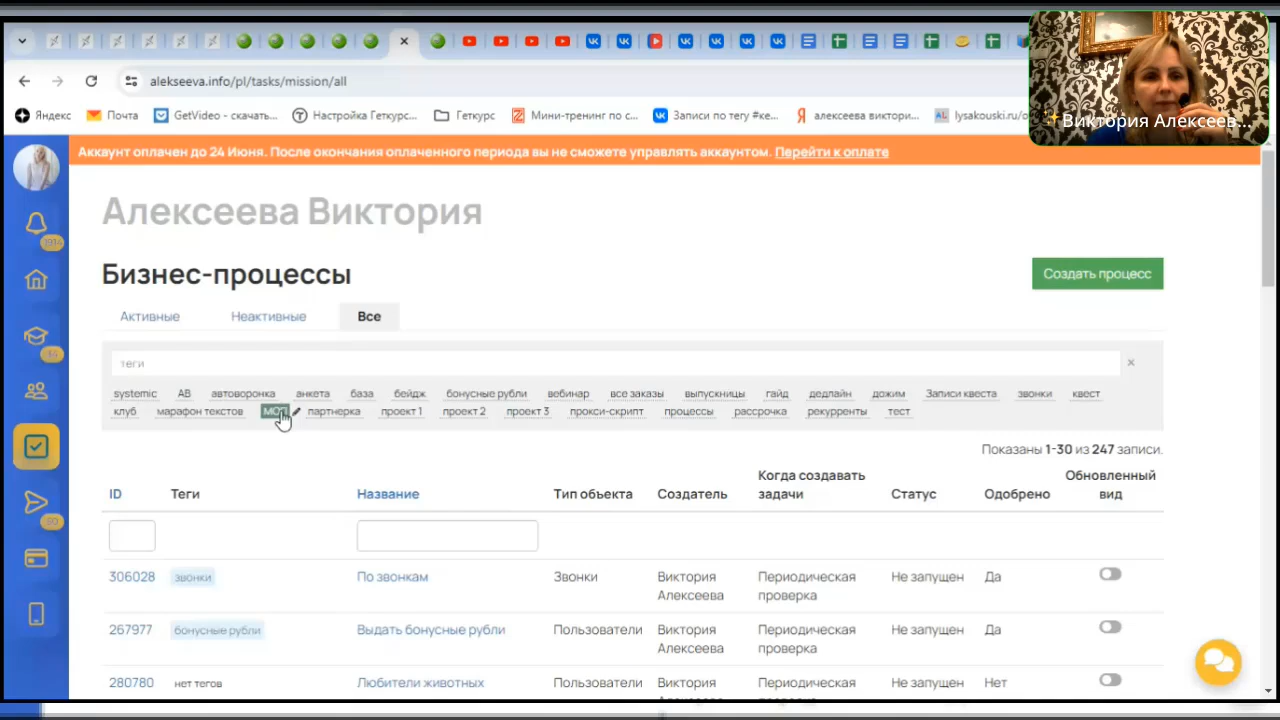 alekseeva.info/pl/tasks/mission/all
Яндекс Почта GetVideo - скачать... Настройка Геткурс... Геткурс Мини-тренинг по с... Записи по тегу #ке... алексеева виктори... lysakouski.ru/
Виктория Алексеев...
Аккаунт оплачен до 24 Июня. После окончания оплаченного периода вы не сможете управлять аккаунтом. Перейти к оплате
Алексеева Виктория
Бизнес-процессы
Создать процесс
Активные Неактивные Все
теги
systemic АВ автоворонка анкета база бейдж бонусные рубли вебинар все заказы выпускницы гайд дедлайн дожим Записи квеста звонки квест
клуб марафон текстов партнерка проект 1 проект 2 проект 3 прокси-скрипт процессы рассрочка рекурренты тест
Показаны 1-30 из 247 записи.
ID Теги Название Тип объекта Создатель Когда создавать задачи Статус Одобрено Обновленный вид
306028 звонки По звонкам Звонки Виктория Алексеева Периодическая проверка Не запущен Да
267977 бонусные рубли Выдать бонусные рубли Пользователи Виктория Алексеева Периодическая проверка Не запущен Да
280780 нет тегов Любители животных Пользователи Виктория Периодическая Не запущен Нет